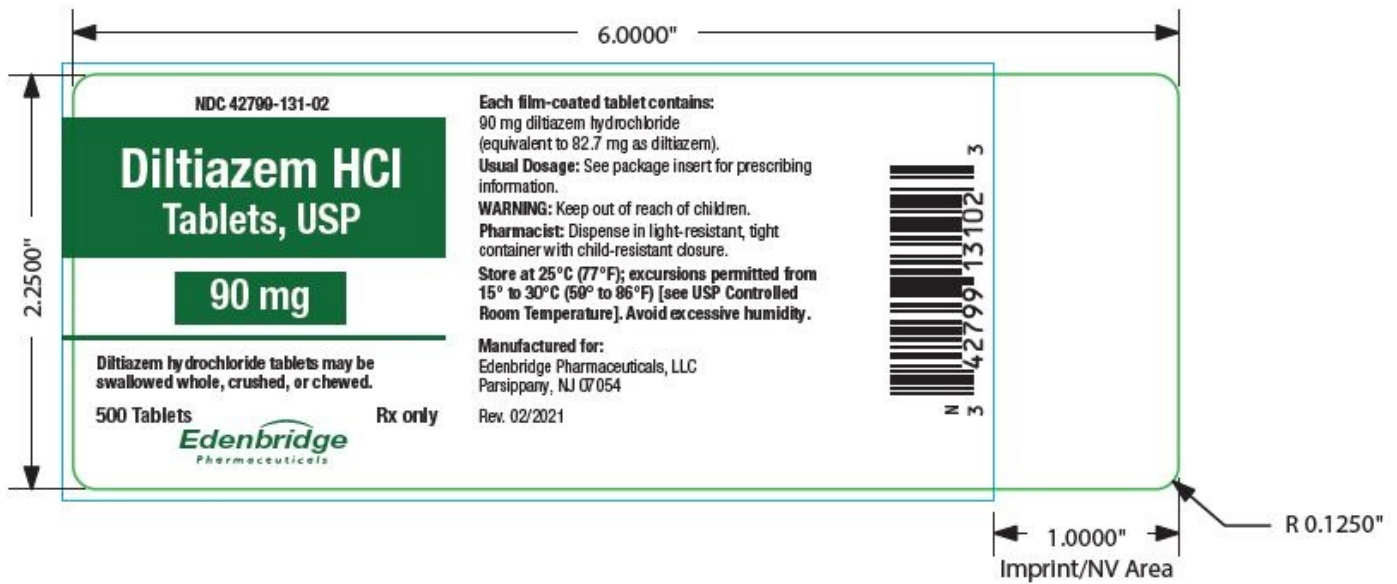 6.0000"
2.2500"
NDC 42799-131-02
Diltiazem HCl
Tablets, USP
90 mg
Diltiazem hydrochloride tablets may be
swallowed whole, crushed, or chewed.
500 Tablets Rx only
Edenbridge
Pharmaceuticals
Each film-coated tablet contains:
90 mg diltiazem hydrochloride
(equivalent to 82.7 mg as diltiazem).
Usual Dosage: See package insert for prescribing
information.
WARNING: Keep out of reach of children.
Pharmacist: Dispense in light-resistant, tight
container with child-resistant closure.
Store at 25°C (77°F); excursions permitted from
15° to 30°C (59° to 86°F) [see USP Controlled
Room Temperature]. Avoid excessive humidity.
Manufactured for:
Edenbridge Pharmaceuticals, LLC
Parsippany, NJ 07054
Rev. 02/2021
N
3 42799 13102 3
R 0.1250"
1.0000"
Imprint/NV Area